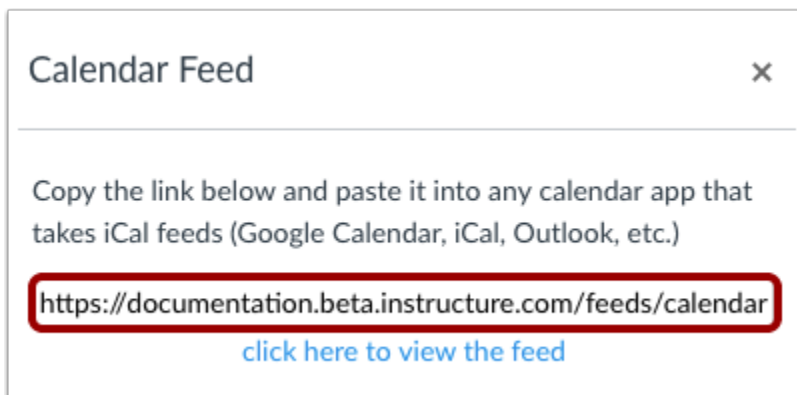 Calendar Feed ×
Copy the link below and paste it into any calendar app that
takes iCal feeds (Google Calendar, iCal, Outlook, etc.)
https://documentation.beta.instructure.com/feeds/calendar
click here to view the feed